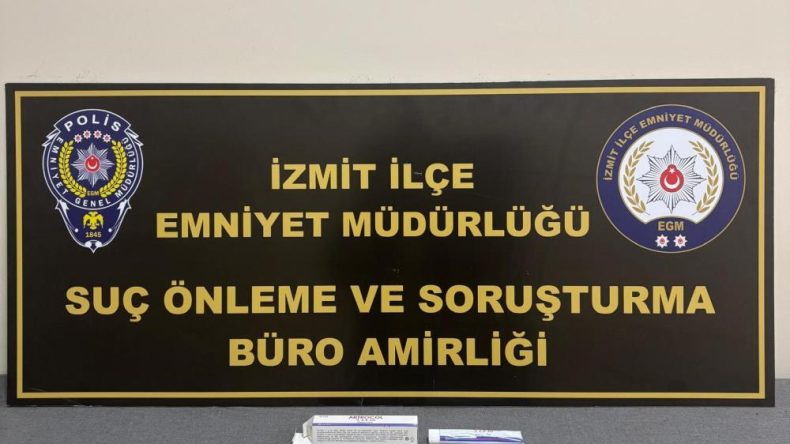 POLİS
EMNİYET GENEL MÜDÜRLÜĞÜ
EGM
1845
İZMİT İLÇE
EMNİYET MÜDÜRLÜĞÜ
SUÇ ÖNLEME VE SORUŞTURMA
BÜRO AMİRLİĞİ
İZMİT İLÇE EMNİYET MÜDÜRLÜĞÜ
EGM